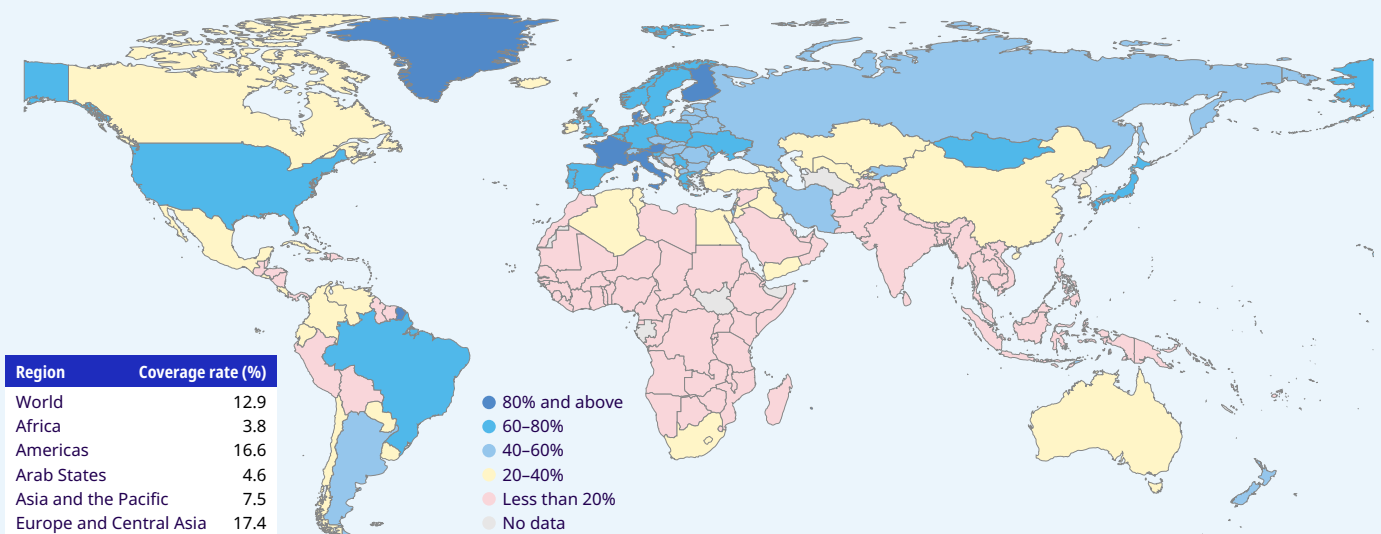 Region Coverage rate (%)
World 12.9
Africa 3.8
Americas 16.6
Arab States 4.6
Asia and the Pacific 7.5
Europe and Central Asia 17.4
80% and above
60–80%
40–60%
20–40%
Less than 20%
No data